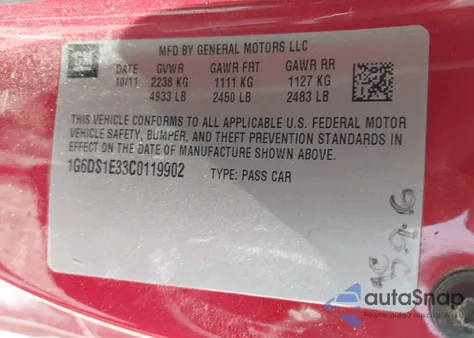 GM
MFD BY GENERAL MOTORS LLC
DATE GVWR GAWR FRT GAWR RR
10/11 2238 KG 1111 KG 1127 KG
4933 LB 2450 LB 2483 LB
THIS VEHICLE CONFORMS TO ALL APPLICABLE U.S. FEDERAL MOTOR
VEHICLE SAFETY, BUMPER, AND THEFT PREVENTION STANDARDS IN
EFFECT ON THE DATE OF MANUFACTURE SHOWN ABOVE.
1G6DS1E33C0119902 TYPE: PASS CAR
autoSnap